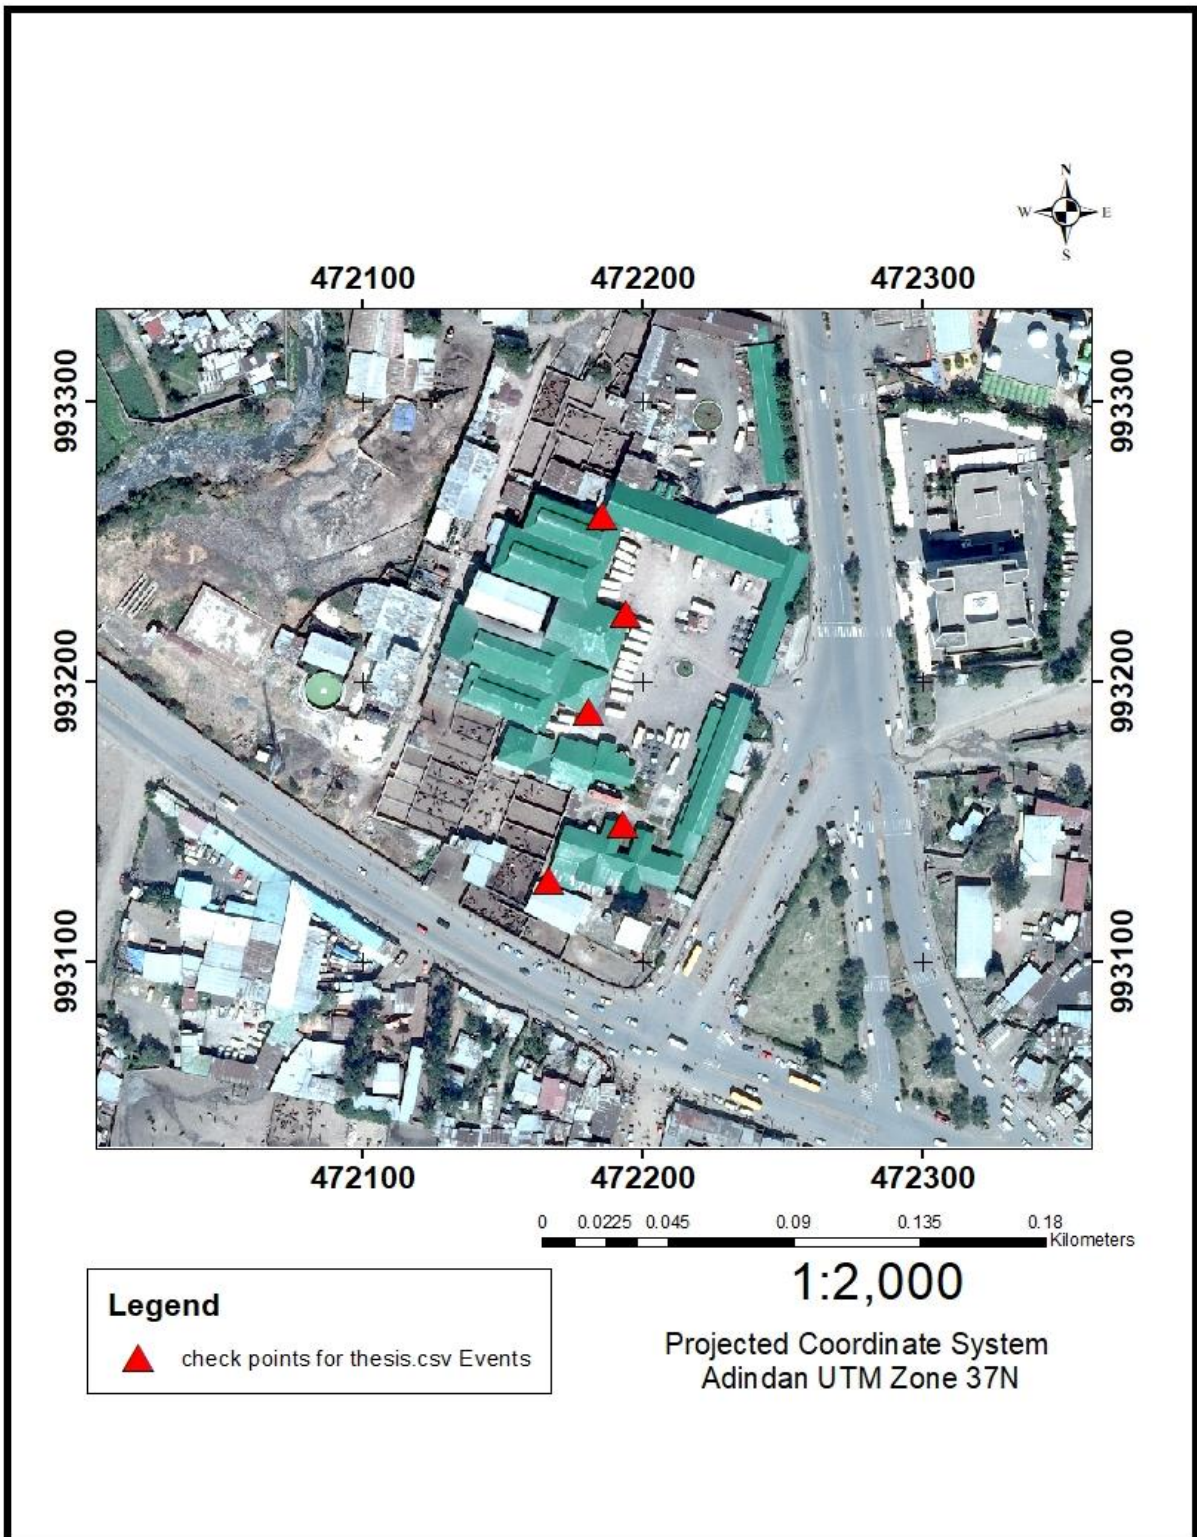 N
W E
S
472100 472200 472300
993300 993300
993200 993200
993100 993100
472100 472200 472300
0 0.0225 0.045 0.09 0.135 0.18
Kilometers
1:2,000
Legend
check points for thesis.csv Events
Projected Coordinate System
Adindan UTM Zone 37N